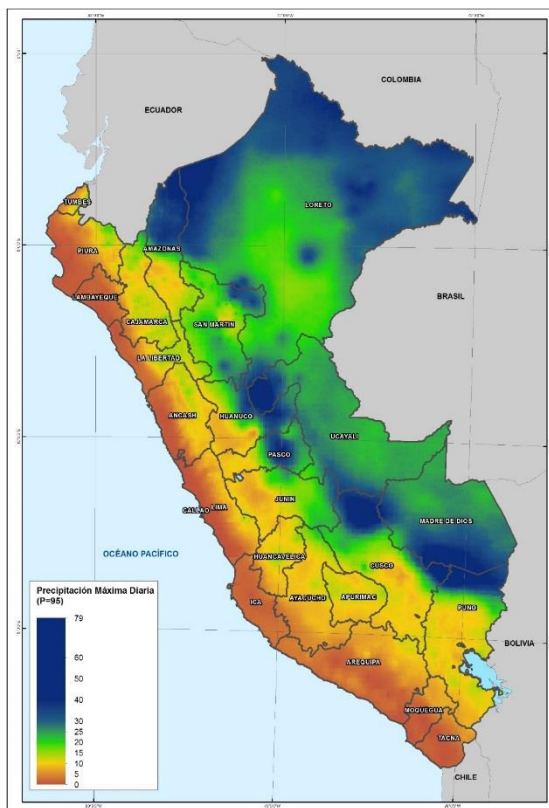 COLOMBIA
ECUADOR
TUMBES
LORETO
PIURA
AMAZONAS
LAMBAYEQUE
BRASIL
CAJAMARCA
SAN MARTIN
LA LIBERTAD
ANCASH
HUANUCO
UCAYALI
PASCO
JUNIN
MADRE DE DIOS
CALLAO
LIMA
OCÉANO PACÍFICO
HUANCAVELICA
CUSCO
ICA
AYACUCHO
APURIMAC
PUNO
BOLIVIA
AREQUIPA
MOQUEGUA
TACNA
CHILE
Precipitación Máxima Diaria
(P=95)
79
60
40
30
25
20
15
10
5
0